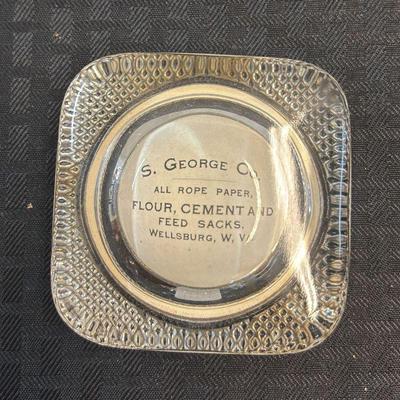 S. GEORGE CO.
ALL ROPE PAPER,
FLOUR, CEMENT AND
FEED SACKS.
WELLSBURG, W. VA.